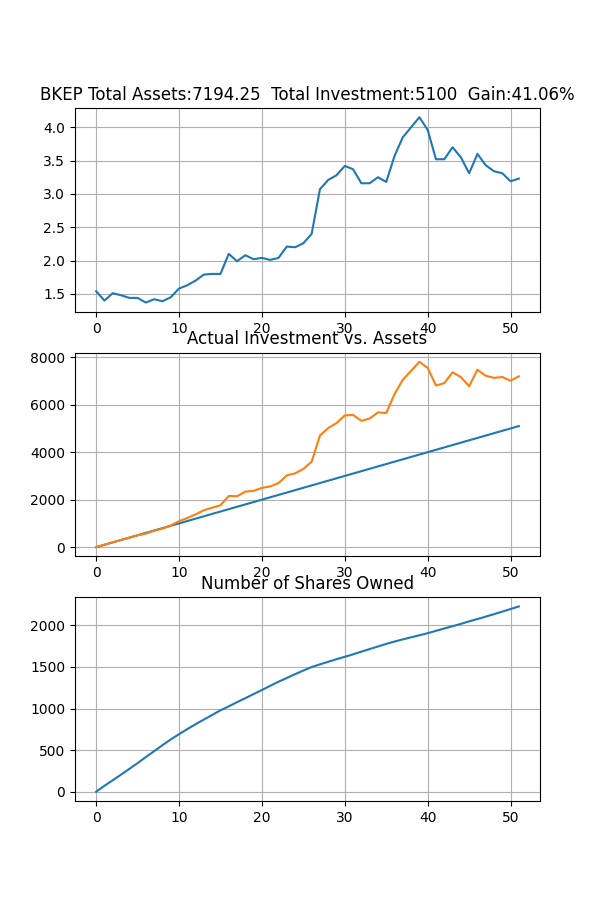 BKEP Total Assets:7194.25  Total Investment:5100  Gain:41.06%
4.0
3.5
3.0
2.5
2.0
1.5
0 10 20 30 40 50
Actual Investment vs. Assets
8000
6000
4000
2000
0
0 10 20 30 40 50
Number of Shares Owned
2000
1500
1000
500
0
0 10 20 30 40 50